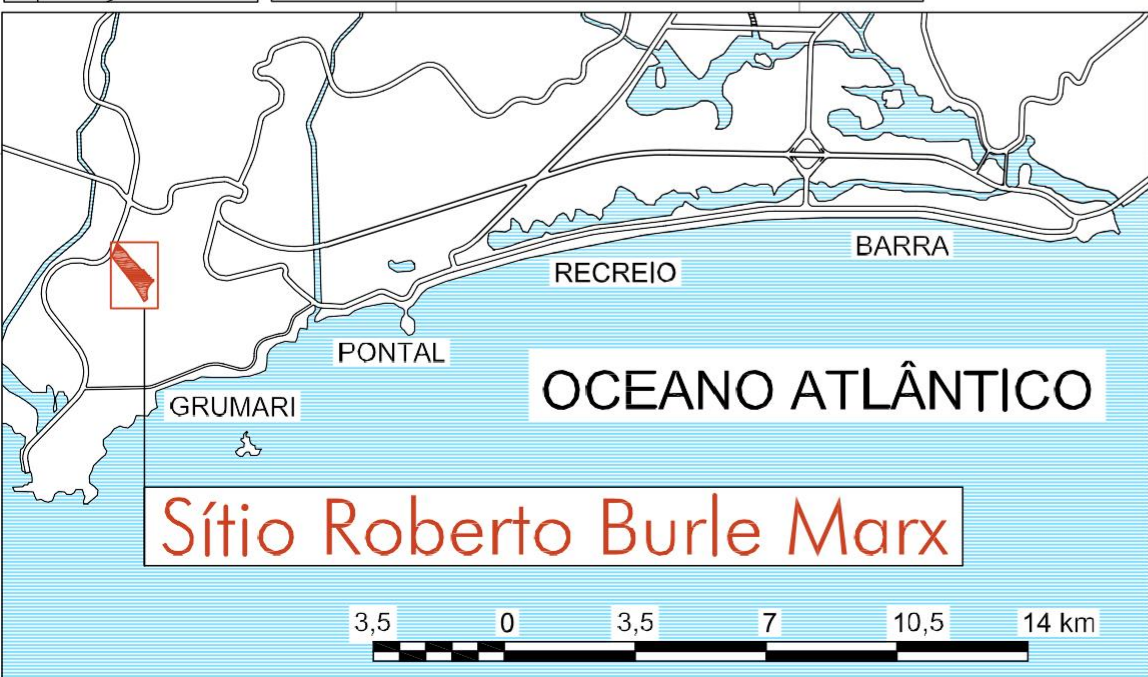 BARRA
RECREIO
PONTAL
OCEANO ATLÂNTICO
GRUMARI
Sítio Roberto Burle Marx
3,5 0 3,5 7 10,5 14 km